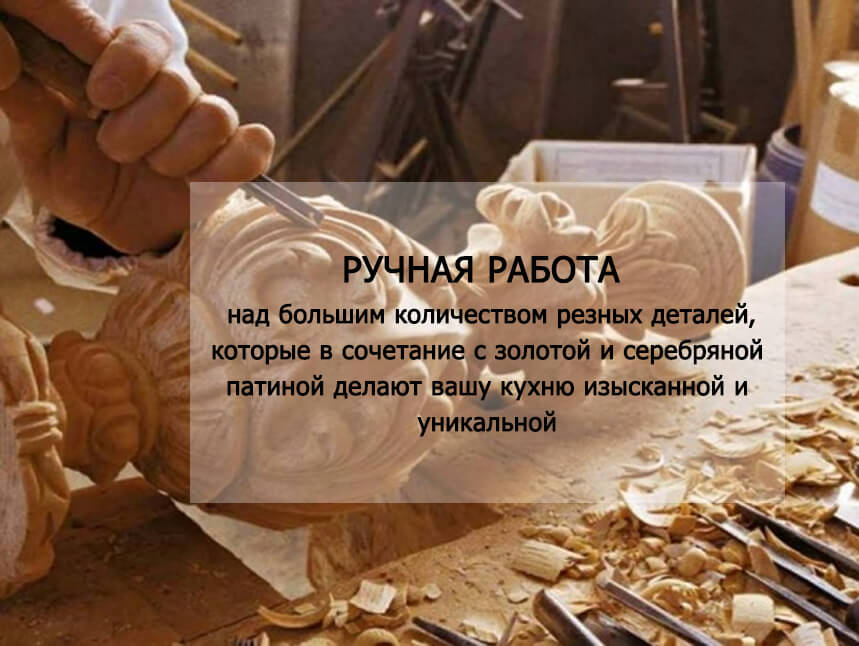 РУЧНАЯ РАБОТА
над большим количеством резных деталей,
которые в сочетание с золотой и серебряной
патиной делают вашу кухню изысканной и
уникальной